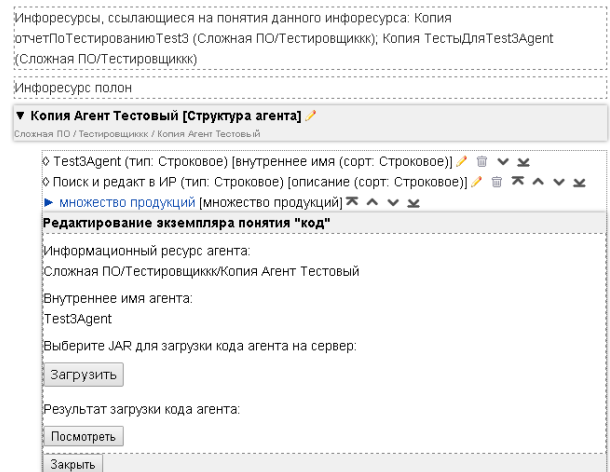 Инфоресурсы, ссылающиеся на понятия данного инфоресурса: Копия
отчетПоТестированиюTest3 (Сложная ПО/Тестировщиккк); Копия ТестыДляTest3Agent
(Сложная ПО/Тестировщиккк)
Инфоресурс полон
▼ Копия Агент Тестовый [Структура агента]
Сложная ПО / Тестировщиккк / Копия Агент Тестовый
◊ Test3Agent (тип: Строковое) [внутреннее имя (сорт: Строковое)]
◊ Поиск и редакт в ИР (тип: Строковое) [описание (сорт: Строковое)]
► множество продукций [множество продукций]
Редактирование экземпляра понятия "код"
Информационный ресурс агента:
Сложная ПО/Тестировщиккк/Копия Агент Тестовый
Внутреннее имя агента:
Test3Agent
Выберите JAR для загрузки кода агента на сервер:
Загрузить
Результат загрузки кода агента:
Посмотреть
Закрыть